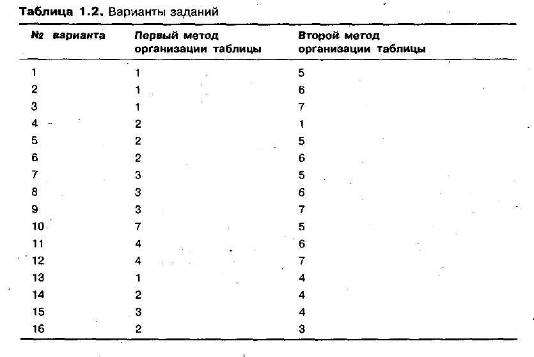 Таблица 1.2. Варианты заданий
№ варианта Первый метод организации таблицы Второй метод организации таблицы
1 1 5
2 1 6
3 1 7
4 2 1
5 2 5
6 2 6
7 3 5
8 3 6
9 3 7
10 7 5
11 4 6
12 4 7
13 1 4
14 2 4
15 3 4
16 2 3